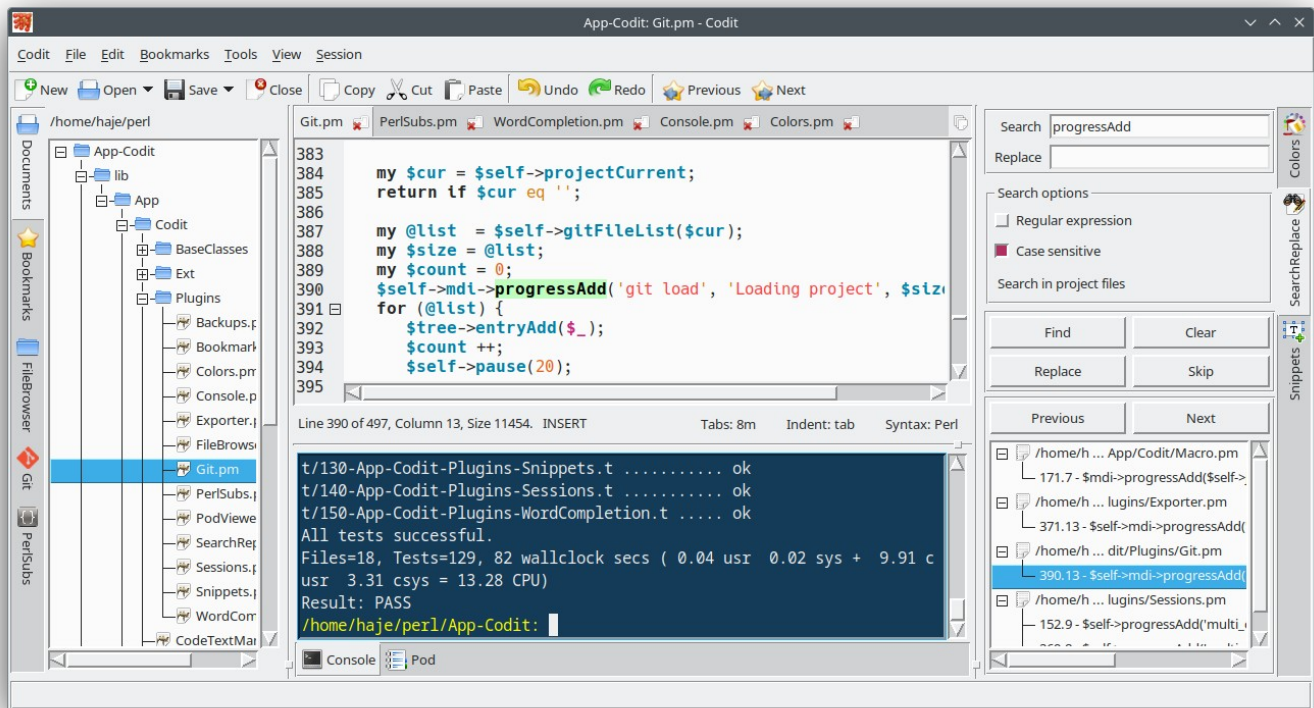 App-Codit: Git.pm - Codit
Codit File Edit Bookmarks Tools View Session
New Open Save Close Copy Cut Paste Undo Redo Previous Next
Documents
Bookmarks
FileBrowser
Git
PerlSubs
/home/haje/perl
App-Codit
lib
App
Codit
BaseClasses
Ext
Plugins
Backups.p
Bookmark
Colors.pm
Console.p
Exporter.p
FileBrowse
Git.pm
PerlSubs.p
PodViewe
SearchRep
Sessions.p
Snippets.p
WordCom
CodeTextMar
Git.pm PerlSubs.pm WordCompletion.pm Console.pm Colors.pm
383
384 my $cur = $self->projectCurrent;
385 return if $cur eq '';
386
387 my @list = $self->gitFileList($cur);
388 my $size = @list;
389 my $count = 0;
390 $self->mdi->progressAdd('git load', 'Loading project', $size
391 for (@list) {
392 $tree->entryAdd($_);
393 $count ++;
394 $self->pause(20);
395
Line 390 of 497, Column 13, Size 11454. INSERT Tabs: 8m Indent: tab Syntax: Perl
t/130-App-Codit-Plugins-Snippets.t ........... ok
t/140-App-Codit-Plugins-Sessions.t ........... ok
t/150-App-Codit-Plugins-WordCompletion.t ..... ok
All tests successful.
Files=18, Tests=129, 82 wallclock secs ( 0.04 usr 0.02 sys + 9.91 c
usr 3.31 csys = 13.28 CPU)
Result: PASS
/home/haje/perl/App-Codit:
Console Pod
Search progressAdd
Replace
Search options
Regular expression
Case sensitive
Search in project files
Find Clear
Replace Skip
Previous Next
/home/h ... App/Codit/Macro.pm
171.7 - $mdi->progressAdd($self->
/home/h ... lugins/Exporter.pm
371.13 - $self->mdi->progressAdd(
/home/h ... dit/Plugins/Git.pm
390.13 - $self->mdi->progressAdd(
/home/h ... lugins/Sessions.pm
152.9 - $self->progressAdd('multi_
Colors
SearchReplace
Snippets